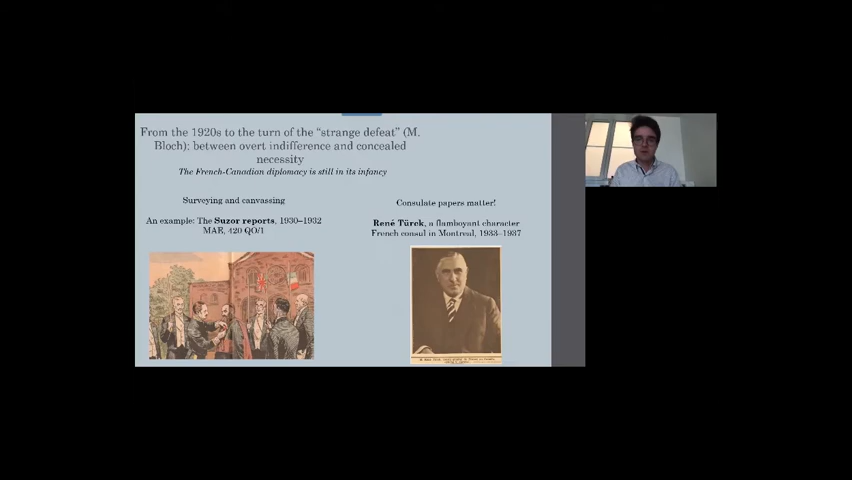 From the 1920s to the turn of the “strange defeat” (M.
Bloch): between overt indifference and concealed
necessity
The French-Canadian diplomacy is still in its infancy
Surveying and canvassing
An example: The Suzor reports, 1930–1932
MAE, 420 QO/1
Consulate papers matter!
René Türck, a flamboyant character
French consul in Montreal, 1933–1937